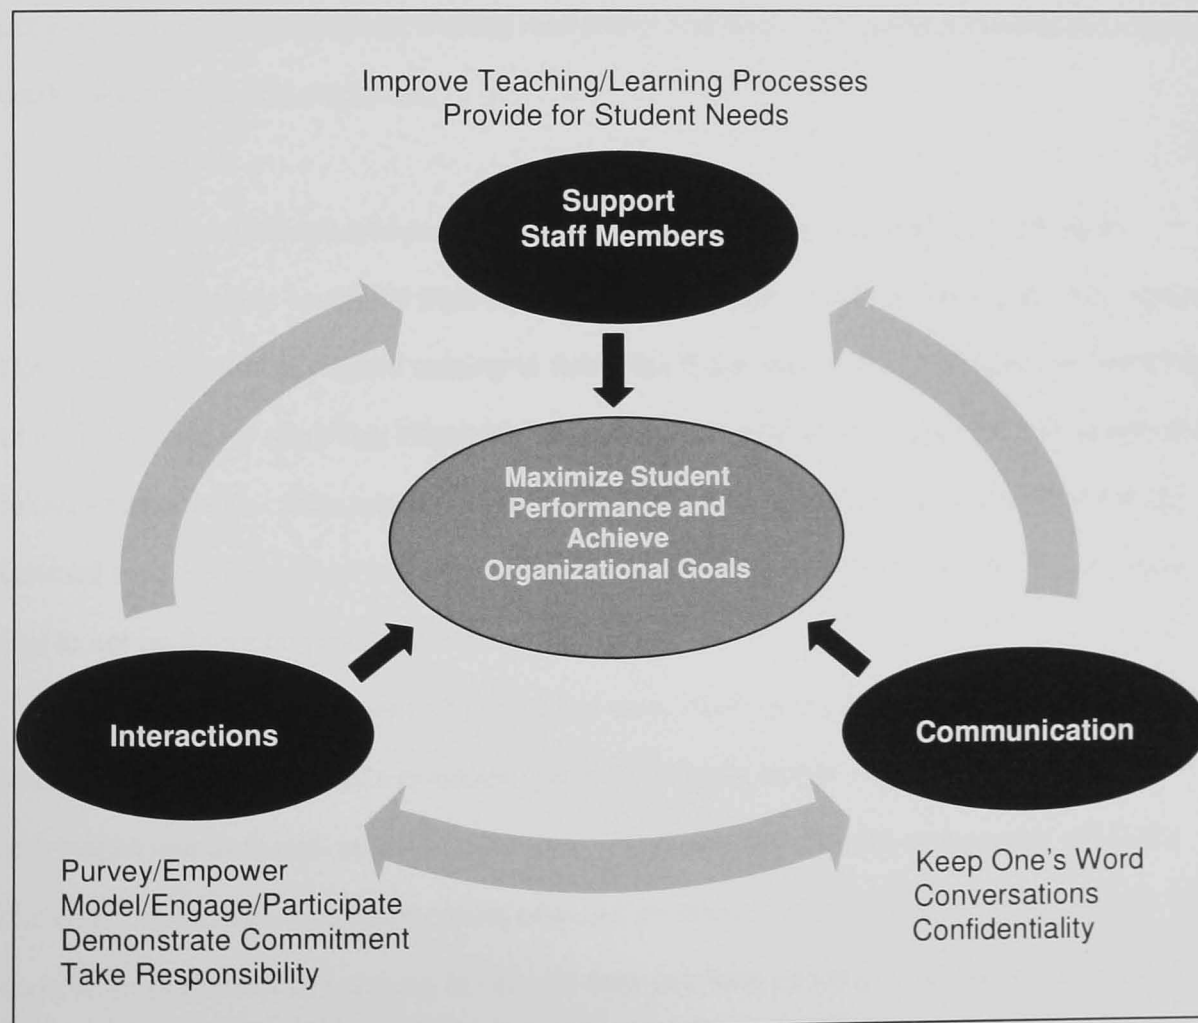 Improve Teaching/Learning Processes
Provide for Student Needs
Support
Staff Members
Maximize Student
Performance and
Achieve
Organizational Goals
Interactions
Communication
Purvey/Empower
Model/Engage/Participate
Demonstrate Commitment
Take Responsibility
Keep One's Word
Conversations
Confidentiality